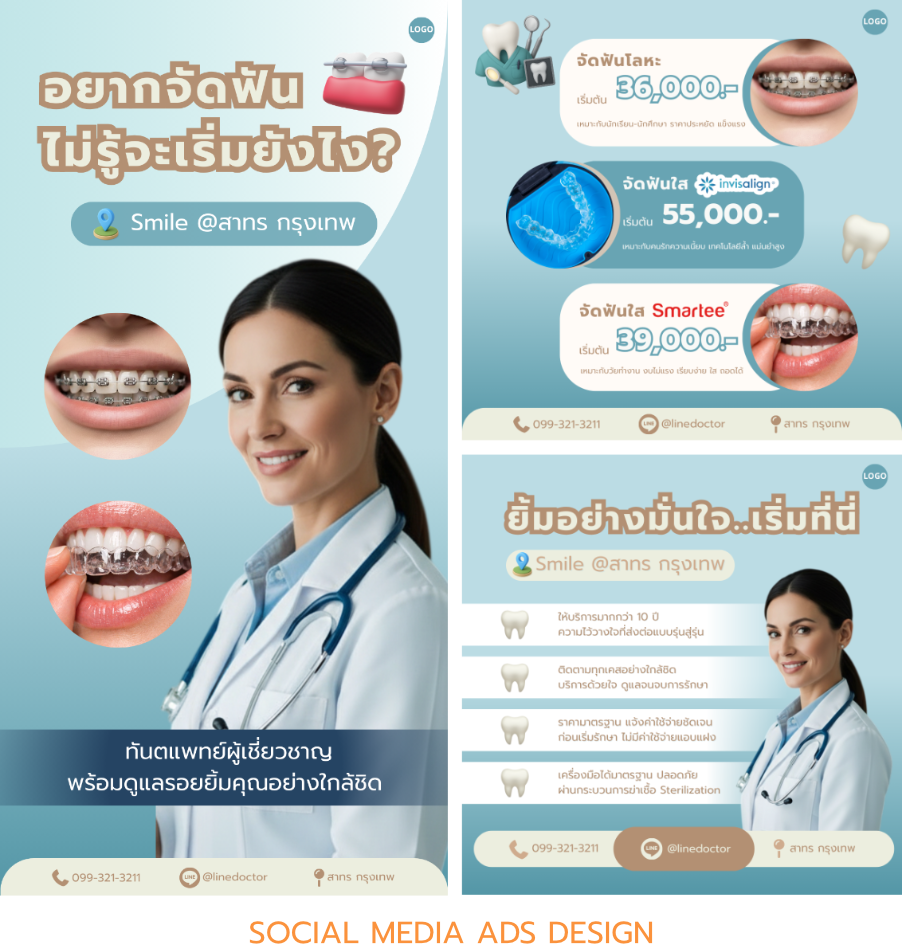 LOGO
อยากจัดฟัน
ไม่รู้จะเริ่มยังไง?
Smile @สาทร กรุงเทพ
ทันตแพทย์ผู้เชี่ยวชาญ
พร้อมดูแลรอยยิ้มคุณอย่างใกล้ชิด
099-321-3211
LINE
@linedoctor
สาทร กรุงเทพ
LOGO
จัดฟันโลหะ
เริ่มต้น 36,000.-
เหมาะกับนักเรียน-นักศึกษา ราคาประหยัด แข็งแรง
จัดฟันใส invisalign
เริ่มต้น 55,000.-
เหมาะกับคนรักความเนี้ยบ เทคโนโลยีล้ำ แม่นยำสูง
จัดฟันใส Smartee®
เริ่มต้น 39,000.-
เหมาะกับวัยทำงาน งบไม่แรง เรียบง่าย ใส ถอดได้
099-321-3211
LINE
@linedoctor
สาทร กรุงเทพ
LOGO
ยิ้มอย่างมั่นใจ..เริ่มที่นี่
Smile @สาทร กรุงเทพ
ให้บริการมากกว่า 10 ปี
ความไว้วางใจที่ส่งต่อแบบรุ่นสู่รุ่น
ติดตามทุกเคสอย่างใกล้ชิด
บริการด้วยใจ ดูแลจนจบการรักษา
ราคามาตรฐาน แจ้งค่าใช้จ่ายชัดเจน
ก่อนเริ่มรักษา ไม่มีค่าใช้จ่ายแอบแฝง
เครื่องมือได้มาตรฐาน ปลอดภัย
ผ่านกระบวนการฆ่าเชื้อ Sterilization
099-321-3211
LINE
@linedoctor
สาทร กรุงเทพ
SOCIAL MEDIA ADS DESIGN